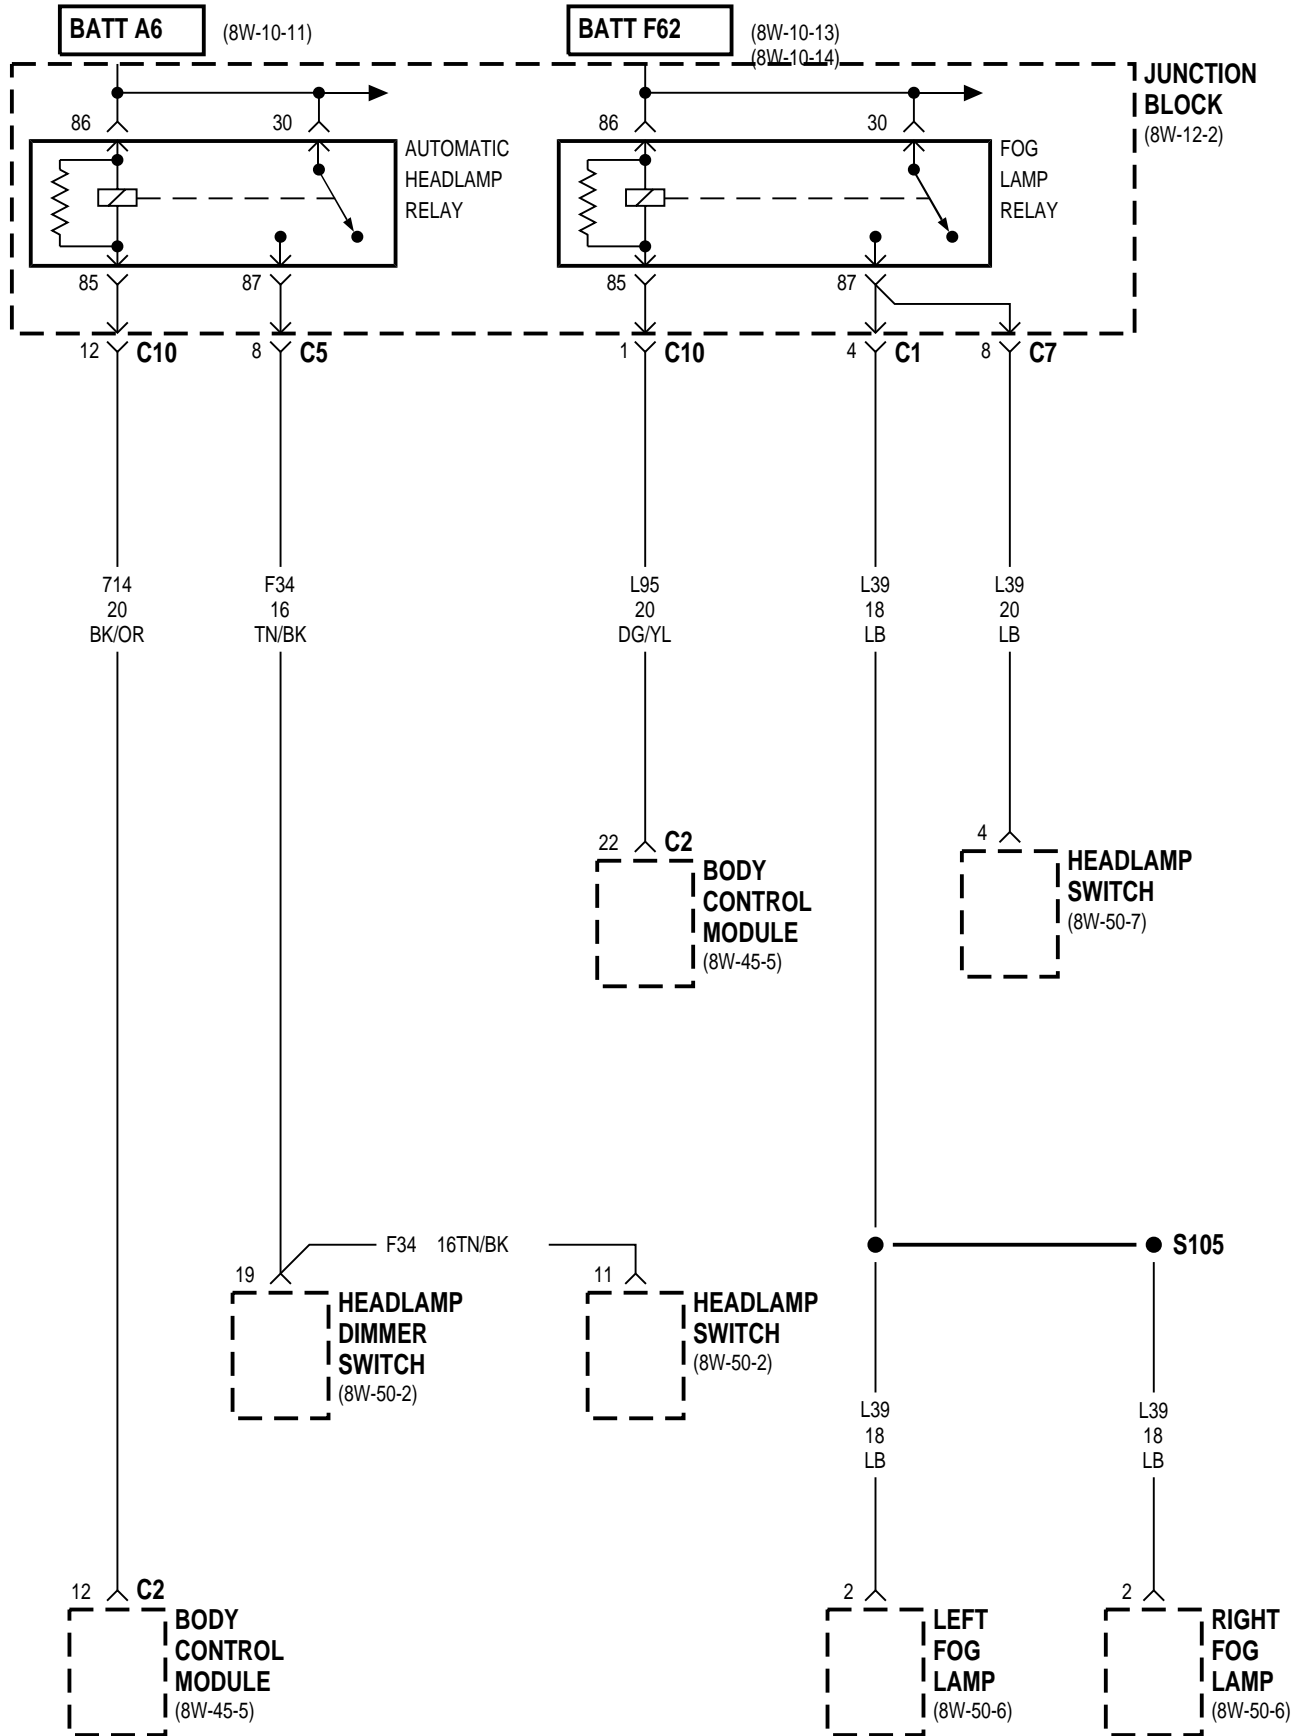 BATT A6
(8W-10-11)
BATT F62
(8W-10-13)
(8W-10-14)
JUNCTION
BLOCK
(8W-12-2)
86
30
86
30
AUTOMATIC
HEADLAMP
RELAY
FOG
LAMP
RELAY
85
87
85
87
12
C10
8
C5
1
C10
4
C1
8
C7
714
20
BK/OR
F34
16
TN/BK
L95
20
DG/YL
L39
18
LB
L39
20
LB
22
C2
BODY
CONTROL
MODULE
(8W-45-5)
4
HEADLAMP
SWITCH
(8W-50-7)
F34 16TN/BK
S105
19
HEADLAMP
DIMMER
SWITCH
(8W-50-2)
11
HEADLAMP
SWITCH
(8W-50-2)
L39
18
LB
L39
18
LB
12
C2
BODY
CONTROL
MODULE
(8W-45-5)
2
LEFT
FOG
LAMP
(8W-50-6)
2
RIGHT
FOG
LAMP
(8W-50-6)